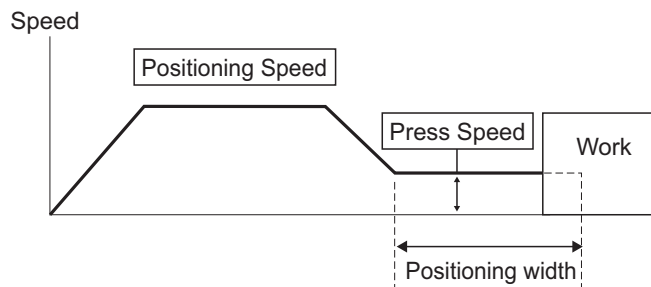 Speed
Positioning Speed
Press Speed
Work
Positioning width